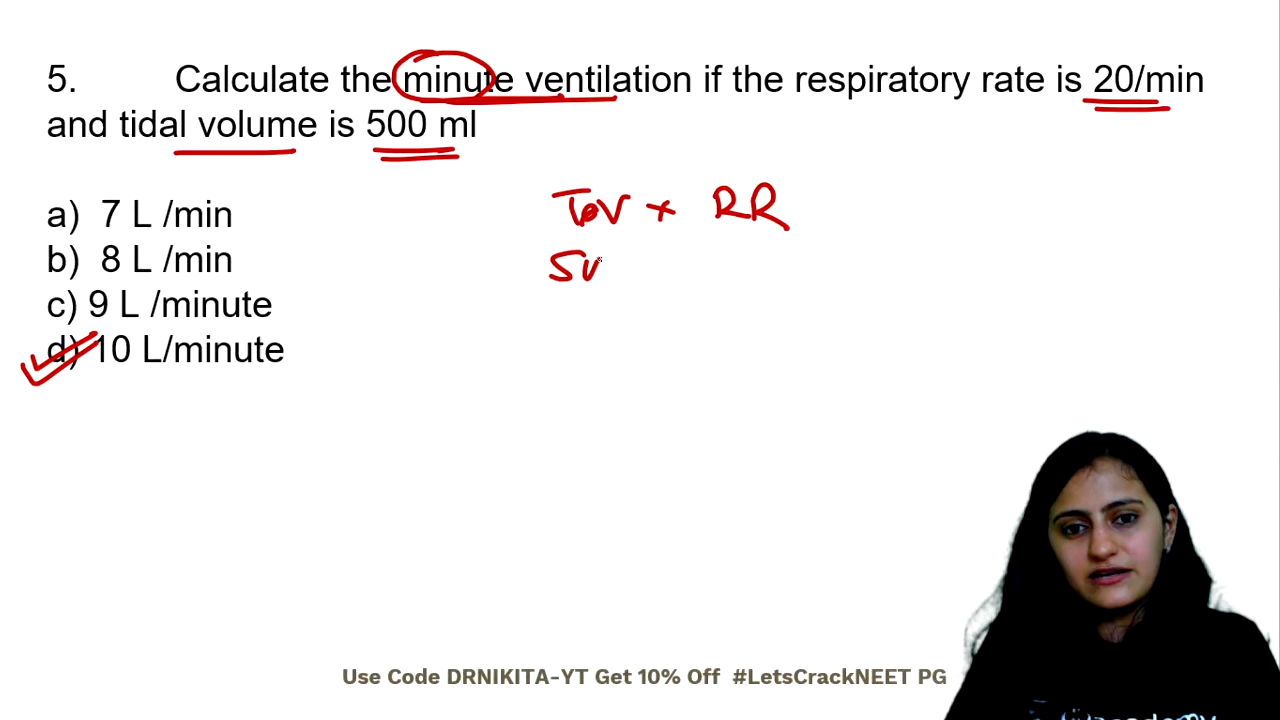 5. Calculate the minute ventilation if the respiratory rate is 20/min
and tidal volume is 500 ml
a) 7 L /min
b) 8 L /min
c) 9 L /minute
d) 10 L/minute
x RR
Use Code DRNIKITA-YT Get 10% Off #LetsCrackNEET PG